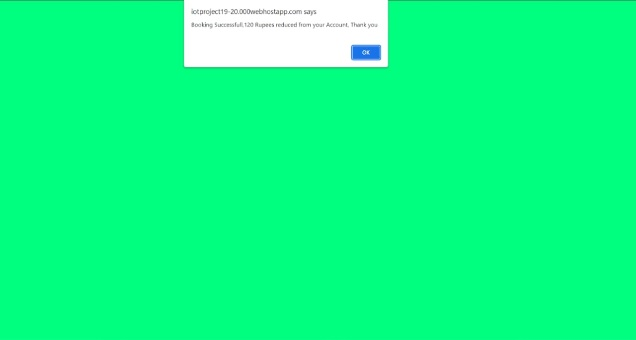 iotproject19-20.000webhostapp.com says
Booking Successfull.120 Rupees reduced from your Account. Thank you
OK